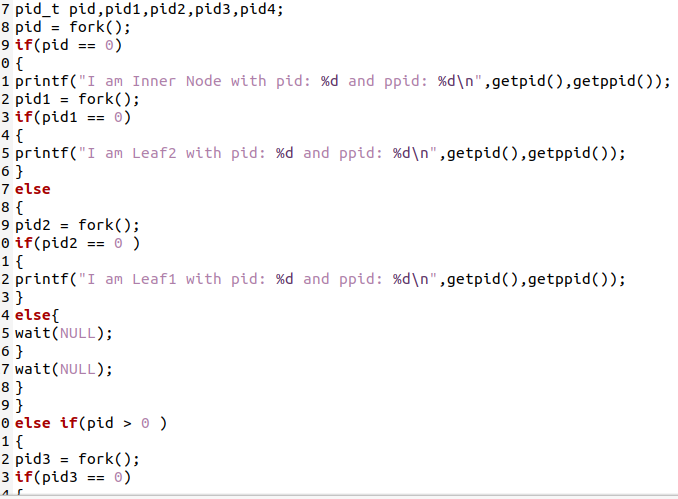 7 pid_t pid,pid1,pid2,pid3,pid4;
8 pid = fork();
9 if(pid == 0)
0 {
1 printf("I am Inner Node with pid: %d and ppid: %d\n",getpid(),getppid());
2 pid1 = fork();
3 if(pid1 == 0)
4 {
5 printf("I am Leaf2 with pid: %d and ppid: %d\n",getpid(),getppid());
6 }
7 else
8 {
9 pid2 = fork();
0 if(pid2 == 0 )
1 {
2 printf("I am Leaf1 with pid: %d and ppid: %d\n",getpid(),getppid());
3 }
4 else{
5 wait(NULL);
6 }
7 wait(NULL);
8 }
9 }
0 else if(pid > 0 )
1 {
2 pid3 = fork();
3 if(pid3 == 0)
4 {